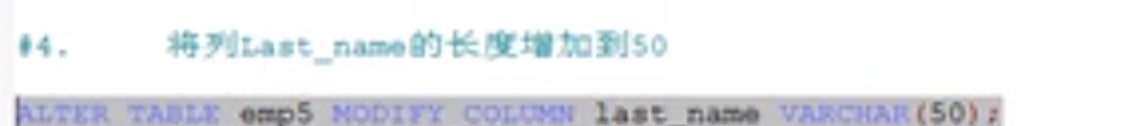 #4. 将列Last_name的长度增加到50
ALTER TABLE emp5 MODIFY COLUMN last_name VARCHAR(50);